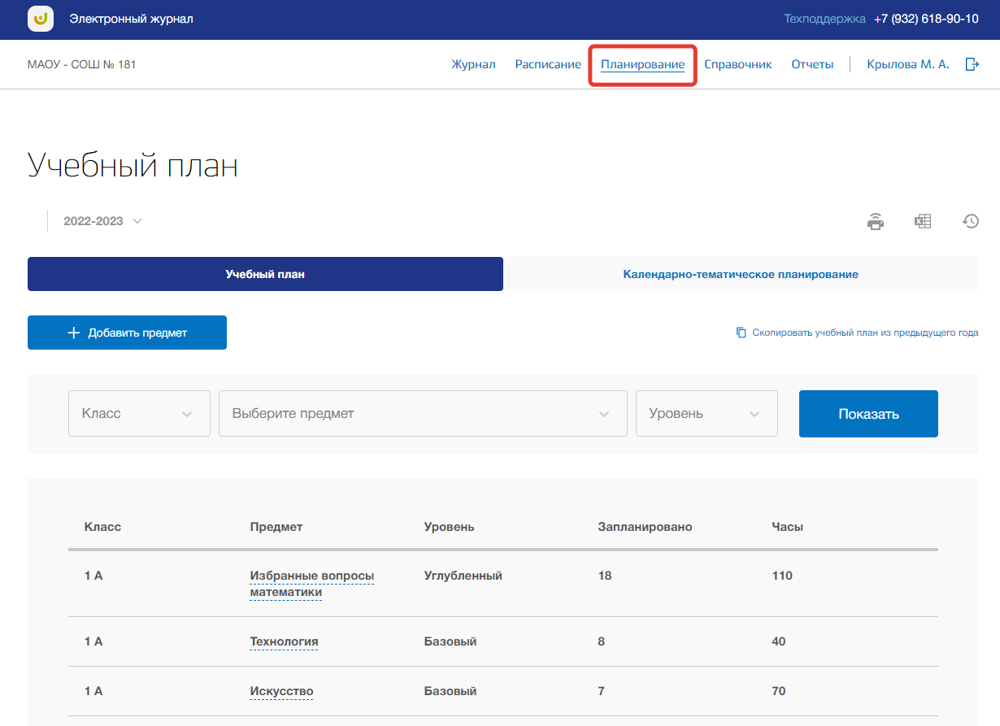 Электронный журнал
Техподдержка +7 (932) 618-90-10
МАОУ - СОШ № 181
Журнал Расписание Планирование Справочник Отчеты Крылова М. А.
Учебный план
2022-2023
Учебный план Календарно-тематическое планирование
Добавить предмет Скопировать учебный план из предыдущего года
Класс Выберите предмет Уровень Показать
Класс Предмет Уровень Запланировано Часы
1 А Избранные вопросы Углубленный 18 110
математики
1 А Технология Базовый 8 40
1 А Искусство Базовый 7 70